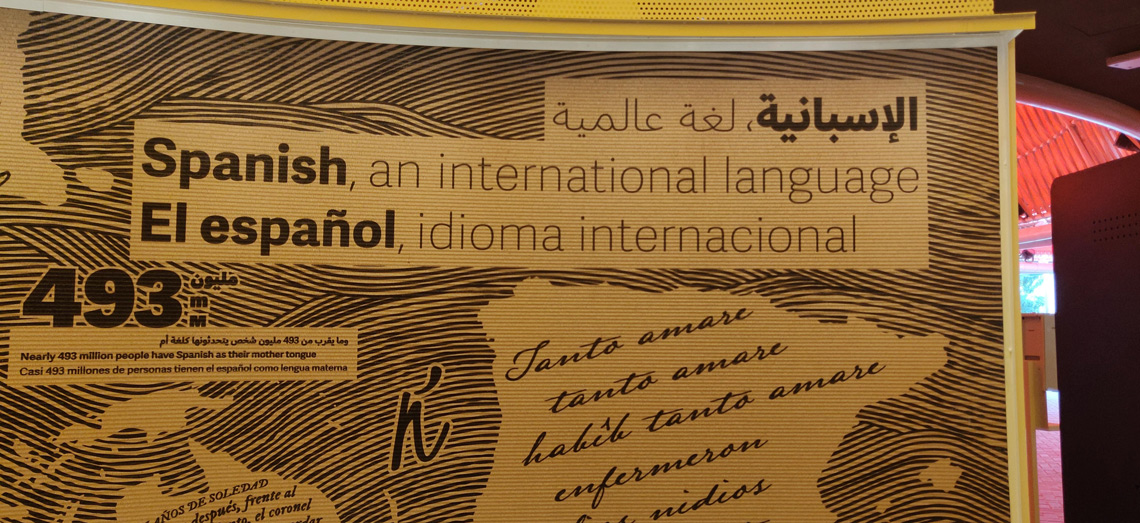 الإسبانية، لغة عالمية
Spanish, an international language
El español, idioma internacional
493 مليون
m
M
وما يقرب من 493 مليون شخص يتحدثونها كلغة أم
Nearly 493 million people have Spanish as their mother tongue
Casi 493 millones de personas tienen el español como lengua materna
ń
Tanto amare
tanto amare
habîb tanto amare
enfermeron
nidios
AÑOS DE SOLEDAD
después, frente al
el coronel